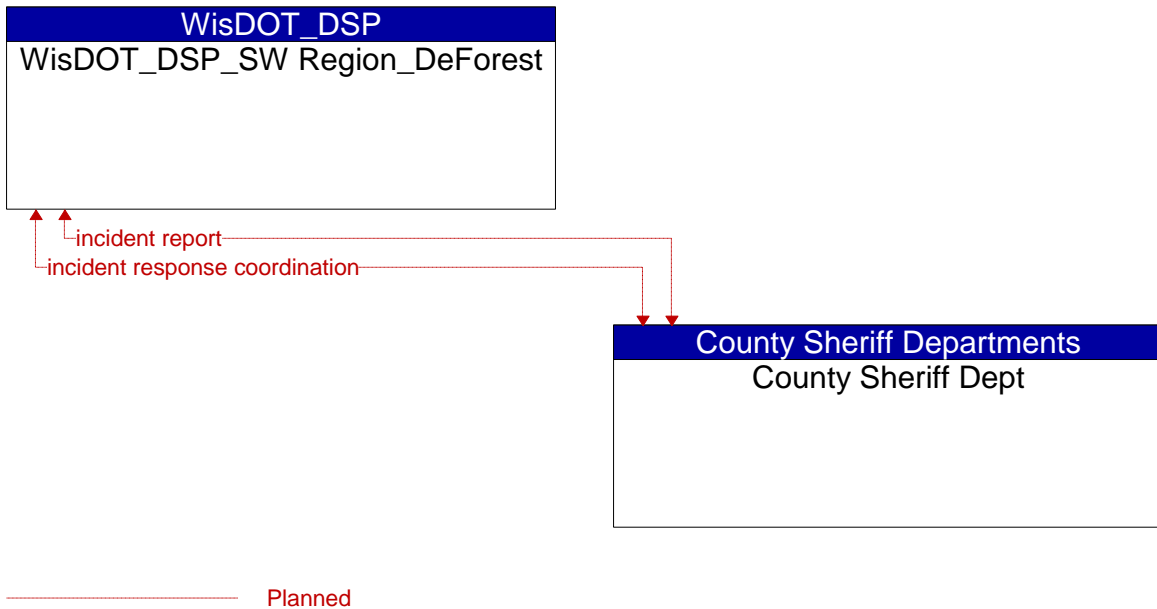 WisDOT_DSP
WisDOT_DSP_SW Region_DeForest
incident report
incident response coordination
County Sheriff Departments
County Sheriff Dept
Planned